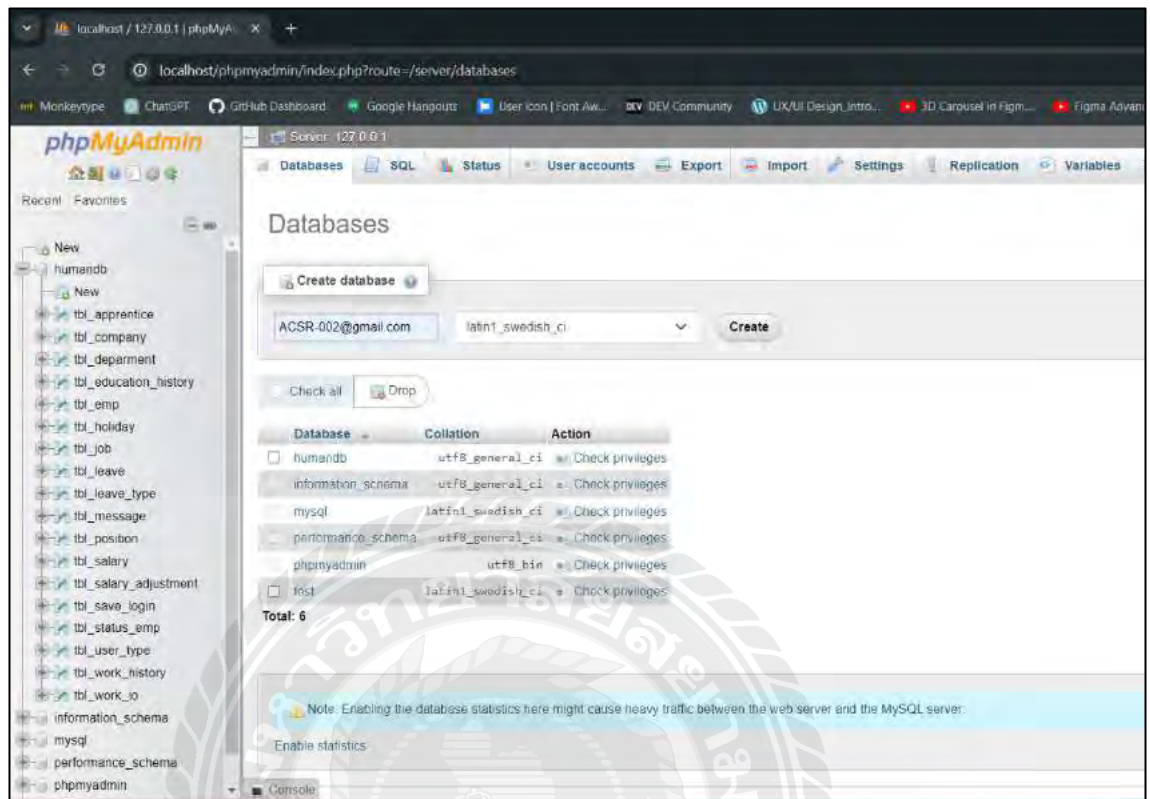 localhost / 127.0.0.1 | phpMyA
localhost/phpmyadmin/index.php?route=/server/databases
Monkeytype ChatGPT GitHub Dashboard Google Hangouts User Icon | Font Aw... DEV Community UX/UI Design_Intro... 3D Carousel in Figm... Figma Advan
phpMyAdmin
Recent Favorites
New
humandb
New
tbl_apprentice
tbl_company
tbl_deparment
tbl_education_history
tbl_emp
tbl_holiday
tbl_job
tbl_leave
tbl_leave_type
tbl_message
tbl_position
tbl_salary
tbl_salary_adjustment
tbl_save_login
tbl_status_emp
tbl_user_type
tbl_work_history
tbl_work_io
information_schema
mysql
performance_schema
phpmyadmin
Server: 127.0.0.1
Databases SQL Status User accounts Export Import Settings Replication Variables
Databases
Create database
ACSR-002@gmail.com latin1_swedish_ci Create
Check all Drop
Database Collation Action
humandb utf8_general_ci Check privileges
information_schema utf8_general_ci Check privileges
mysql latin1_swedish_ci Check privileges
performance_schema utf8_general_ci Check privileges
phpmyadmin utf8_bin Check privileges
test latin1_swedish_ci Check privileges
Total: 6
Note: Enabling the database statistics here might cause heavy traffic between the web server and the MySQL server.
Enable statistics
Console